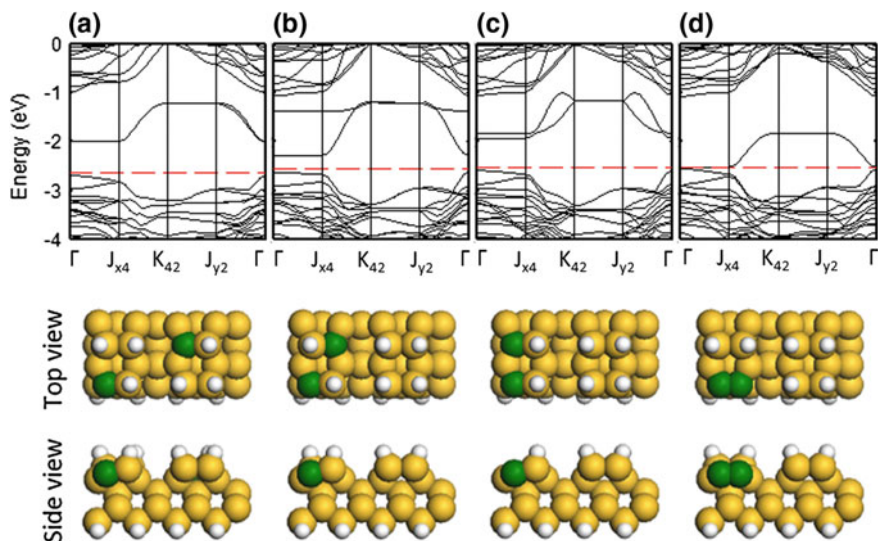 (a) (b) (c) (d)
Energy (eV)
0
-1
-2
-3
-4
Γ Jx4 K42 Jy2 Γ Jx4 K42 Jy2 Γ Jx4 K42 Jy2 Γ Jx4 K42 Jy2 Γ
Top view
Side view